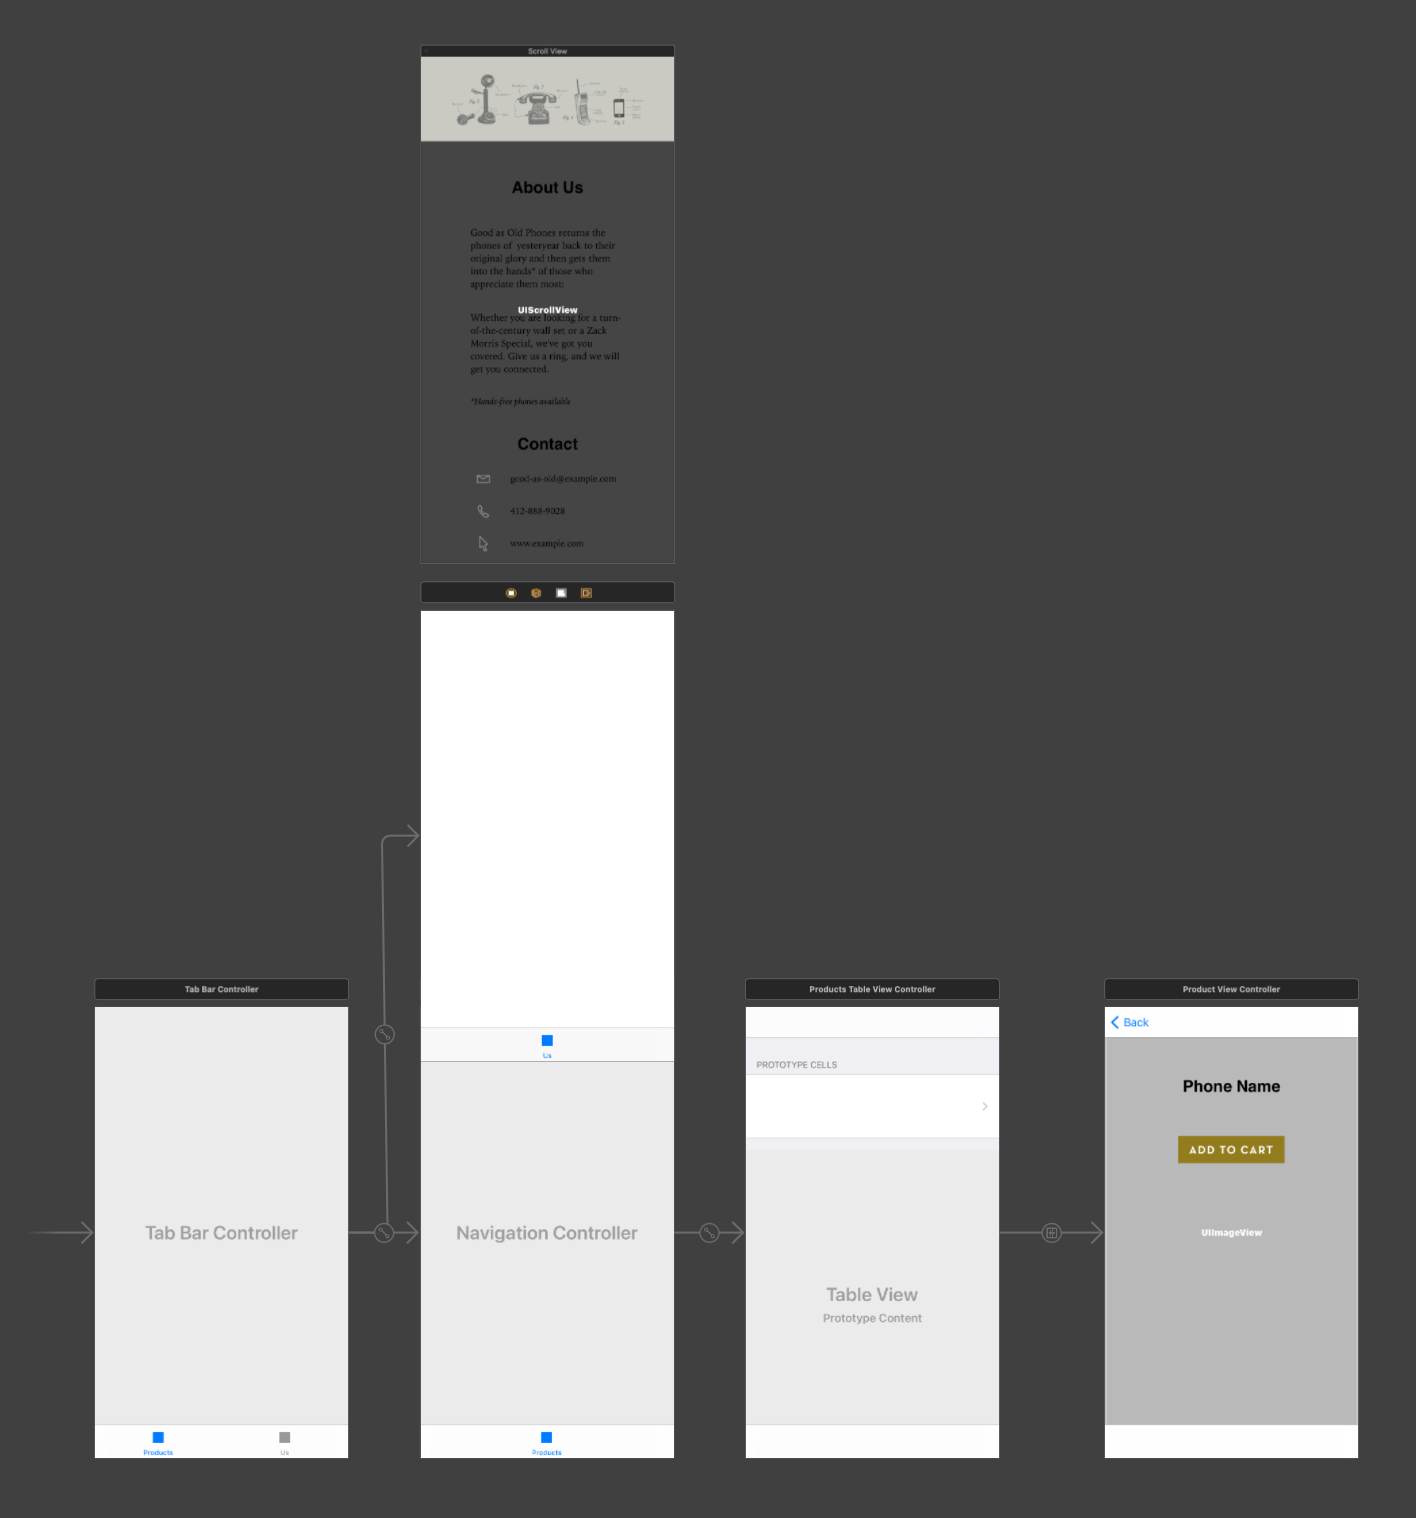 Scroll View
About Us
Good as Old Phones returns the
phones of yesteryear back to their
original glory and then gets them
into the hands* of those who
appreciate them most:
UIScrollView
Whether you are looking for a turn-
of-the-century wall set or a Zack
Morris Special, we've got you
covered. Give us a ring, and we will
get you connected.
*Hands-free phones available
Contact
good-as-old@example.com
412-888-9028
www.example.com
Us
Tab Bar Controller
Tab Bar Controller
Products
Us
Navigation Controller
Products
Products Table View Controller
PROTOTYPE CELLS
Table View
Prototype Content
Product View Controller
Back
Phone Name
ADD TO CART
UIImageView